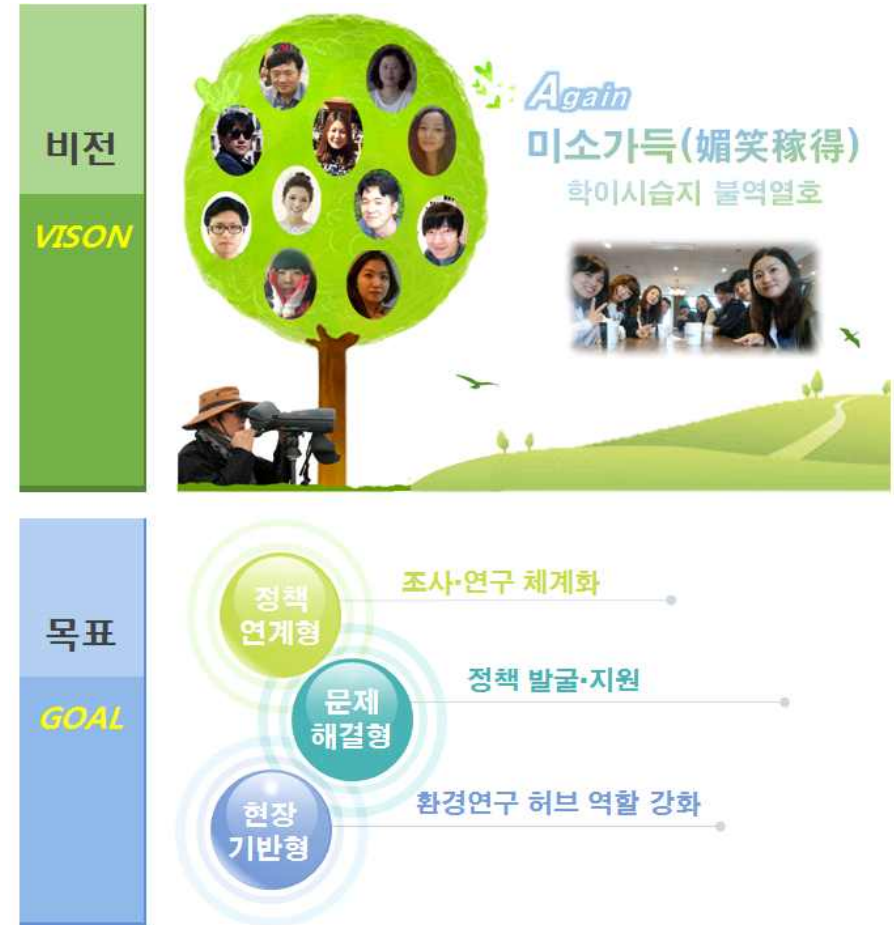 비전
VISON
Again
미소가득(媚笑稼得)
학이시습지 불역열호
목표
GOAL
정책
연계형
조사·연구 체계화
문제
해결형
정책 발굴·지원
현장
기반형
환경연구 허브 역할 강화